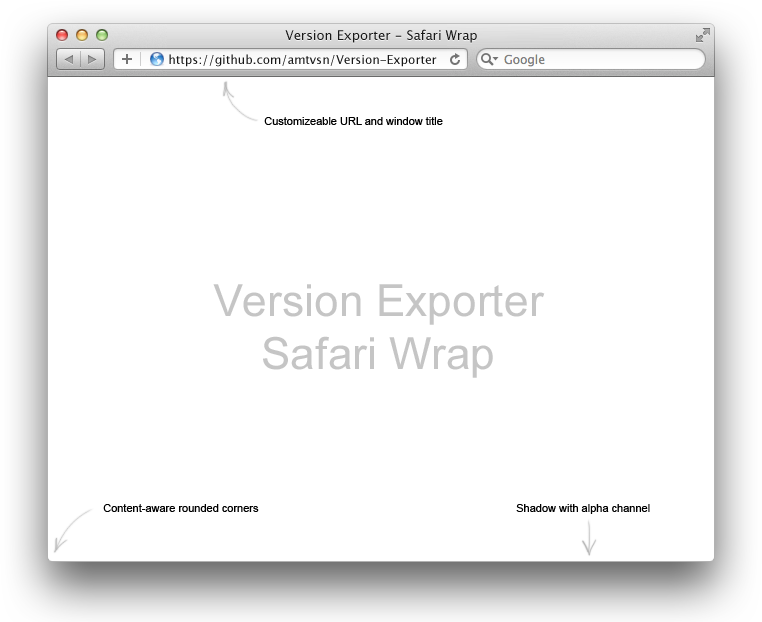 Version Exporter – Safari Wrap
https://github.com/amtvsn/Version-Exporter
Google
Customizeable URL and window title
Version Exporter
Safari Wrap
Content-aware rounded corners
Shadow with alpha channel